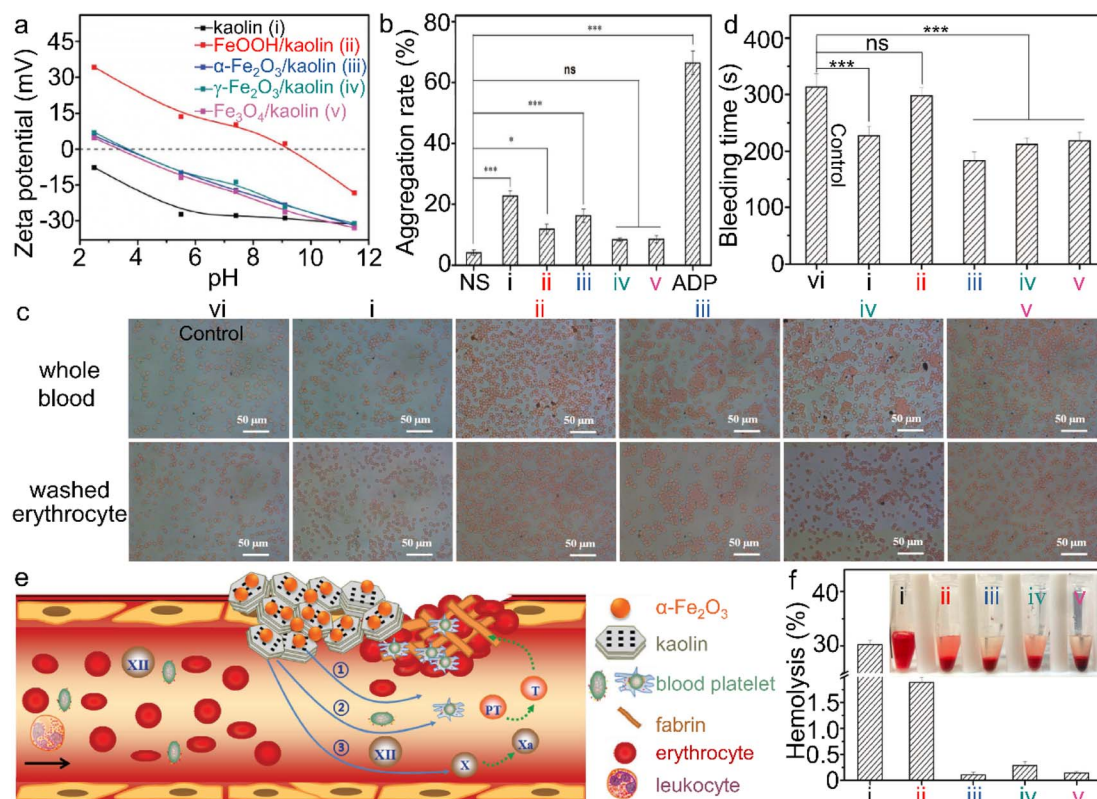 a
Zeta potential (mV)
45
30
15
0
-15
-30
kaolin (i)
FeOOH/kaolin (ii)
α-Fe₂O₃/kaolin (iii)
γ-Fe₂O₃/kaolin (iv)
Fe₃O₄/kaolin (v)
2 4 6 8 10 12
pH
b
Aggregation rate (%)
80
60
40
20
0
***
ns
***
*
***
NS i ii iii iv v ADP
d
Bleeding time (s)
400
300
200
100
0
***
ns
***
Control
vi i ii iii iv v
c
vi i ii iii iv v
Control
whole
blood
50 μm 50 μm 50 μm 50 μm 50 μm 50 μm
washed
erythrocyte
50 μm 50 μm 50 μm 50 μm 50 μm 50 μm
e
XII
①
②
③
XII
PT
T
X
Xa
α-Fe₂O₃
kaolin
blood platelet
fabrin
erythrocyte
leukocyte
f
Hemolysis (%)
40
30
1.5
1.0
0.5
0.0
i ii iii iv v
i ii iii iv v